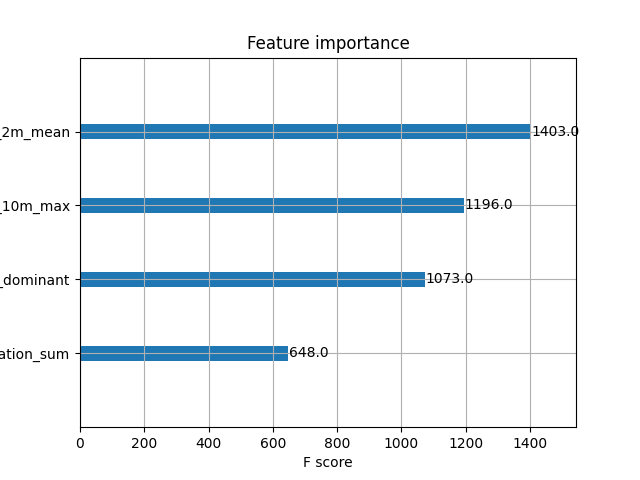 Feature importance
_2m_mean
1403.0
_10m_max
1196.0
_dominant
1073.0
ation_sum
648.0
0 200 400 600 800 1000 1200 1400
F score